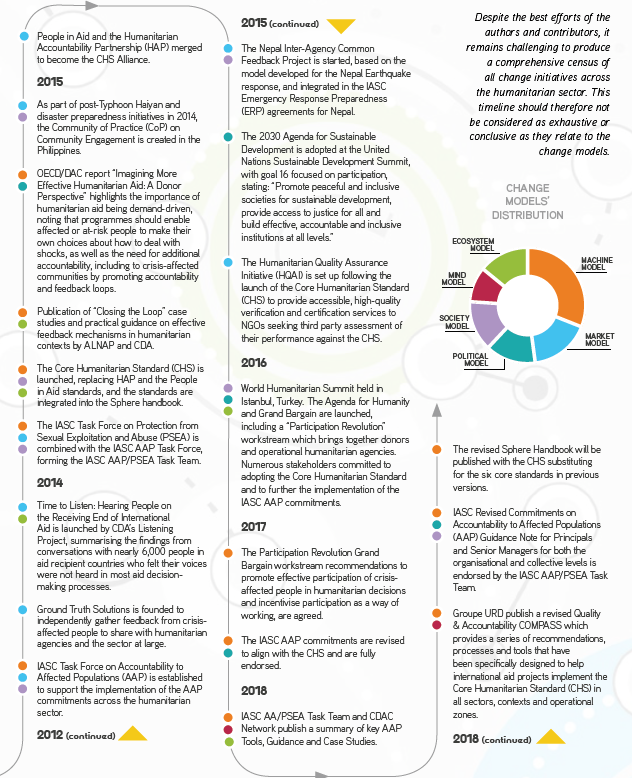 People in Aid and the Humanitarian
Accountability Partnership (HAP) merged
to become the CHS Alliance.
2015
As part of post-Typhoon Haiyan and
disaster preparedness initiatives in 2014,
the Community of Practice (CoP) on
Community Engagement is created in the
Philippines.
OECD/DAC report "Imagining More
Effective Humanitarian Aid: A Donor
Perspective" highlights the importance of
humanitarian aid being demand-driven,
noting that programmes should enable
affected or at-risk people to make their
own choices about how to deal with
shocks, as well as the need for additional
accountability, including to crisis-affected
communities by promoting accountability
and feedback loops.
Publication of "Closing the Loop" case
studies and practical guidance on effective
feedback mechanisms in humanitarian
contexts by ALNAP and CDA.
The Core Humanitarian Standard (CHS) is
launched, replacing HAP and the People
in Aid standards, and the standards are
integrated into the Sphere handbook.
The IASC Task Force on Protection from
Sexual Exploitation and Abuse (PSEA) is
combined with the IASC AAP Task Force,
forming the IASC AAP/PSEA Task Team.
2014
Time to Listen: Hearing People on
the Receiving End of International
Aid is launched by CDA's Listening
Project, summarising the findings from
conversations with nearly 6,000 people in
aid recipient countries who felt their voices
were not heard in most aid decision-
making processes.
Ground Truth Solutions is founded to
independently gather feedback from crisis-
affected people to share with humanitarian
agencies and the sector at large.
IASC Task Force on Accountability to
Affected Populations (AAP) is established
to support the implementation of the AAP
commitments across the humanitarian
sector.
2012 (continued)
2015 (continued)
The Nepal Inter-Agency Common
Feedback Project is started, based on the
model developed for the Nepal Earthquake
response, and integrated in the IASC
Emergency Response Preparedness
(ERP) agreements for Nepal.
The 2030 Agenda for Sustainable
Development is adopted at the United
Nations Sustainable Development Summit,
with goal 16 focused on participation,
stating: "Promote peaceful and inclusive
societies for sustainable development,
provide access to justice for all and
build effective, accountable and inclusive
institutions at all levels."
The Humanitarian Quality Assurance
Initiative (HQAI) is set up following the
launch of the Core Humanitarian Standard
(CHS) to provide accessible, high-quality
verification and certification services to
NGOs seeking third party assessment of
their performance against the CHS.
2016
World Humanitarian Summit held in
Istanbul, Turkey. The Agenda for Humanity
and Grand Bargain are launched,
including a "Participation Revolution"
workstream which brings together donors
and operational humanitarian agencies.
Numerous stakeholders committed to
adopting the Core Humanitarian Standard
and to further the implementation of the
IASC AAP commitments.
2017
The Participation Revolution Grand
Bargain workstream recommendations to
promote effective participation of crisis-
affected people in humanitarian decisions
and incentivise participation as a way of
working, are agreed.
The IASC AAP commitments are revised
to align with the CHS and are fully
endorsed.
2018
IASC AA/PSEA Task Team and CDAC
Network publish a summary of key AAP
Tools, Guidance and Case Studies.
Despite the best efforts of the
authors and contributors, it
remains challenging to produce
a comprehensive census of
all change initiatives across
the humanitarian sector. This
timeline should therefore not
be considered as exhaustive or
conclusive as they relate to the
change models.
CHANGE
MODELS'
DISTRIBUTION
ECOSYSTEM
MODEL
MACHINE
MODEL
MIND
MODEL
SOCIETY
MODEL
MARKET
MODEL
POLITICAL
MODEL
The revised Sphere Handbook will be
published with the CHS substituting
for the six core standards in previous
versions.
IASC Revised Commitments on
Accountability to Affected Populations
(AAP) Guidance Note for Principals
and Senior Managers for both the
organisational and collective levels is
endorsed by the IASC AAP/PSEA Task
Team.
Groupe URD publish a revised Quality
& Accountability COMPASS which
provides a series of recommendations,
processes and tools that have
been specifically designed to help
international aid projects implement the
Core Humanitarian Standard (CHS) in
all sectors, contexts and operational
zones.
2018 (continued)